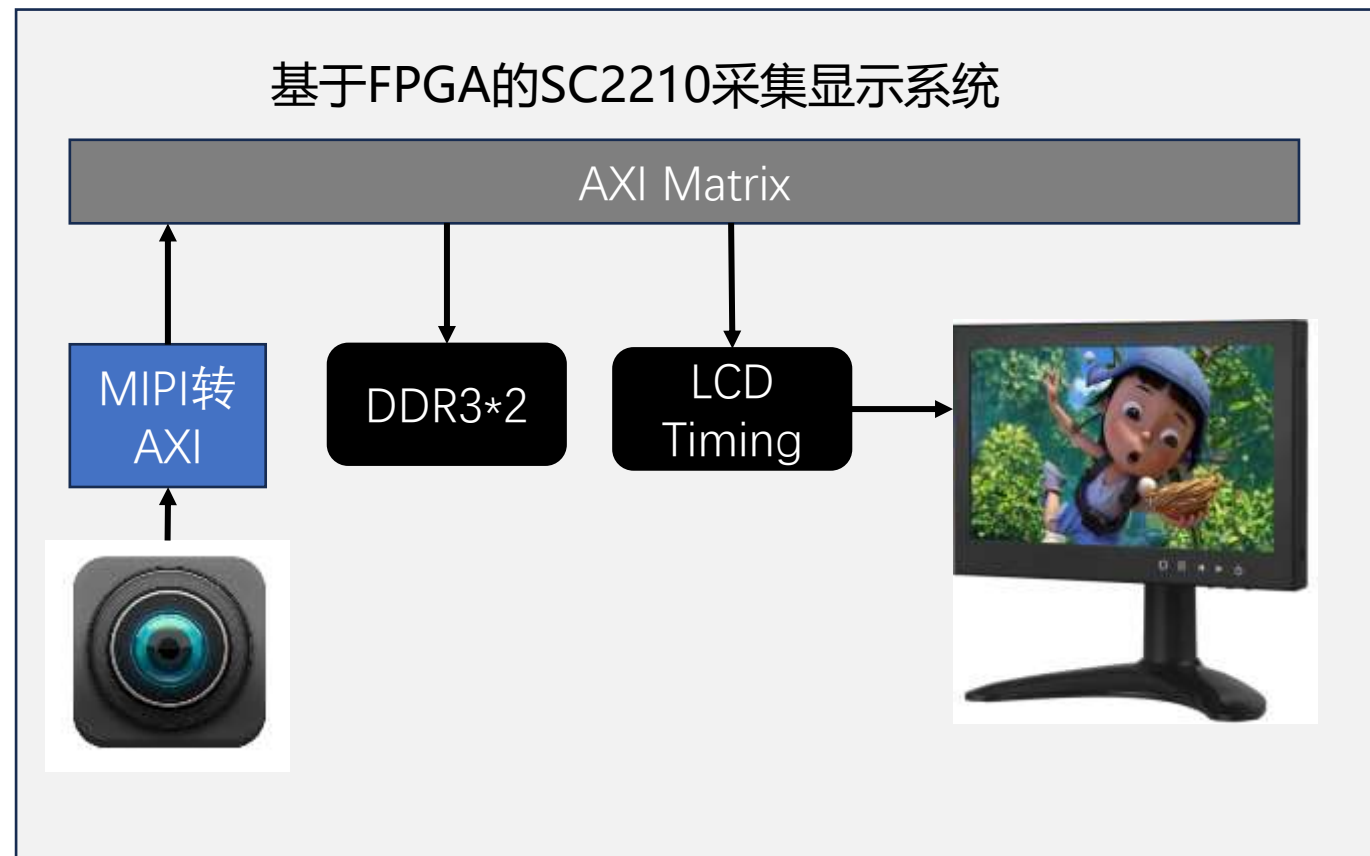 基于FPGA的SC2210采集显示系统
AXI Matrix
MIPI转
AXI
DDR3*2
LCD
Timing